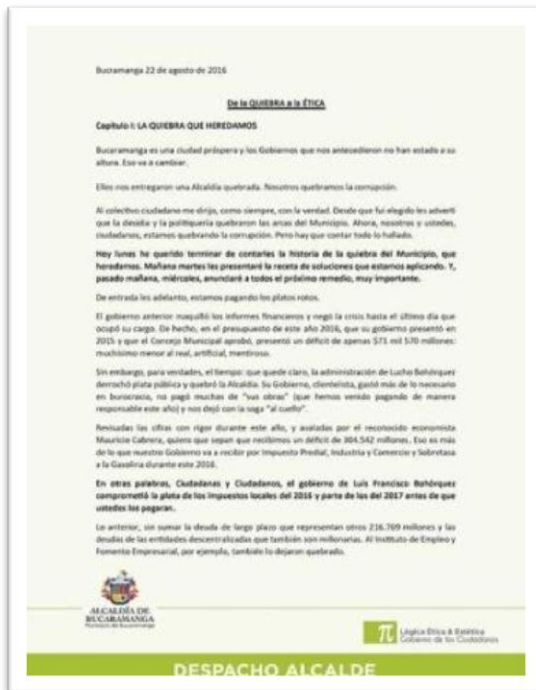 Bucramanga 22 de agosto de 2016
De la QUIEBRA a la ÉTICA
Capítulo I: LA QUIEBRA QUE HEREDAMOS
Bucaramanga es una ciudad próspera y los Gobiernos que nos antecedieron no han estado a su
altura. Eso va a cambiar.
Ellos nos entregaron una Alcaldía quebrada. Nosotros quebramos la corrupción.
Al colectivo ciudadano me dirijo, como siempre, con la verdad. Desde que fui elegido les advertí
que la desidia y la politiquería quebraron las arcas del Municipio. Ahora, nosotros y ustedes,
ciudadanos, estamos quebrando la corrupción. Pero hay que contar todo lo hallado.
Hoy lunes he querido terminar de contarles la historia de la quiebra del Municipio, que
heredamos. Mañana martes les presentaré la receta de soluciones que estamos aplicando. Y,
pasado mañana, miércoles, anunciaré a todos el próximo remedio, muy importante.
De entrada les adelanto, estamos pagando los platos rotos.
El gobierno anterior maquilló los informes financieros y negó la crisis hasta el último día que
ocupó su cargo. De hecho, en el presupuesto de este año 2016, que su gobierno presentó en
2015 y que el Concejo Municipal aprobó, presentó un déficit de apenas $71 mil 570 millones:
muchísimo menor al real, artificial, mentiroso.
Sin embargo, para verdades, el tiempo: que quede claro, la administración de Lucho Bohórquez
derrochó plata pública y quebró la Alcaldía. Su Gobierno, clientelista, gastó más de lo necesario
en burocracia, no pagó muchas de "sus obras" (que hemos venido pagando de manera
responsable este año) y nos dejó con la soga "al cuello".
Revisadas las cifras con rigor durante este año, y avaladas por el reconocido economista
Mauricio Cabrera, quiero que sepan que recibimos un déficit de 304.542 millones. Eso es más
de lo que nuestro Gobierno va a recibir por Impuesto Predial, Industria y Comercio y Sobretasa
a la Gasolina durante este 2016.
En otras palabras, Ciudadanas y Ciudadanos, el gobierno de Luis Francisco Bohórquez
comprometió la plata de los impuestos locales del 2016 y parte de los del 2017 antes de que
ustedes los pagaran.
Lo anterior, sin sumar la deuda de largo plazo que representan otros 216.769 millones y las
deudas de las entidades descentralizadas que también son millonarias. Al Instituto de Empleo y
Fomento Empresarial, por ejemplo, también lo dejaron quebrado.
ALCALDÍA DE
BUCARAMANGA
Municipio de Bucaramanga
Lógica Ética & Estética
Gobierno de los Ciudadanos
DESPACHO ALCALDE